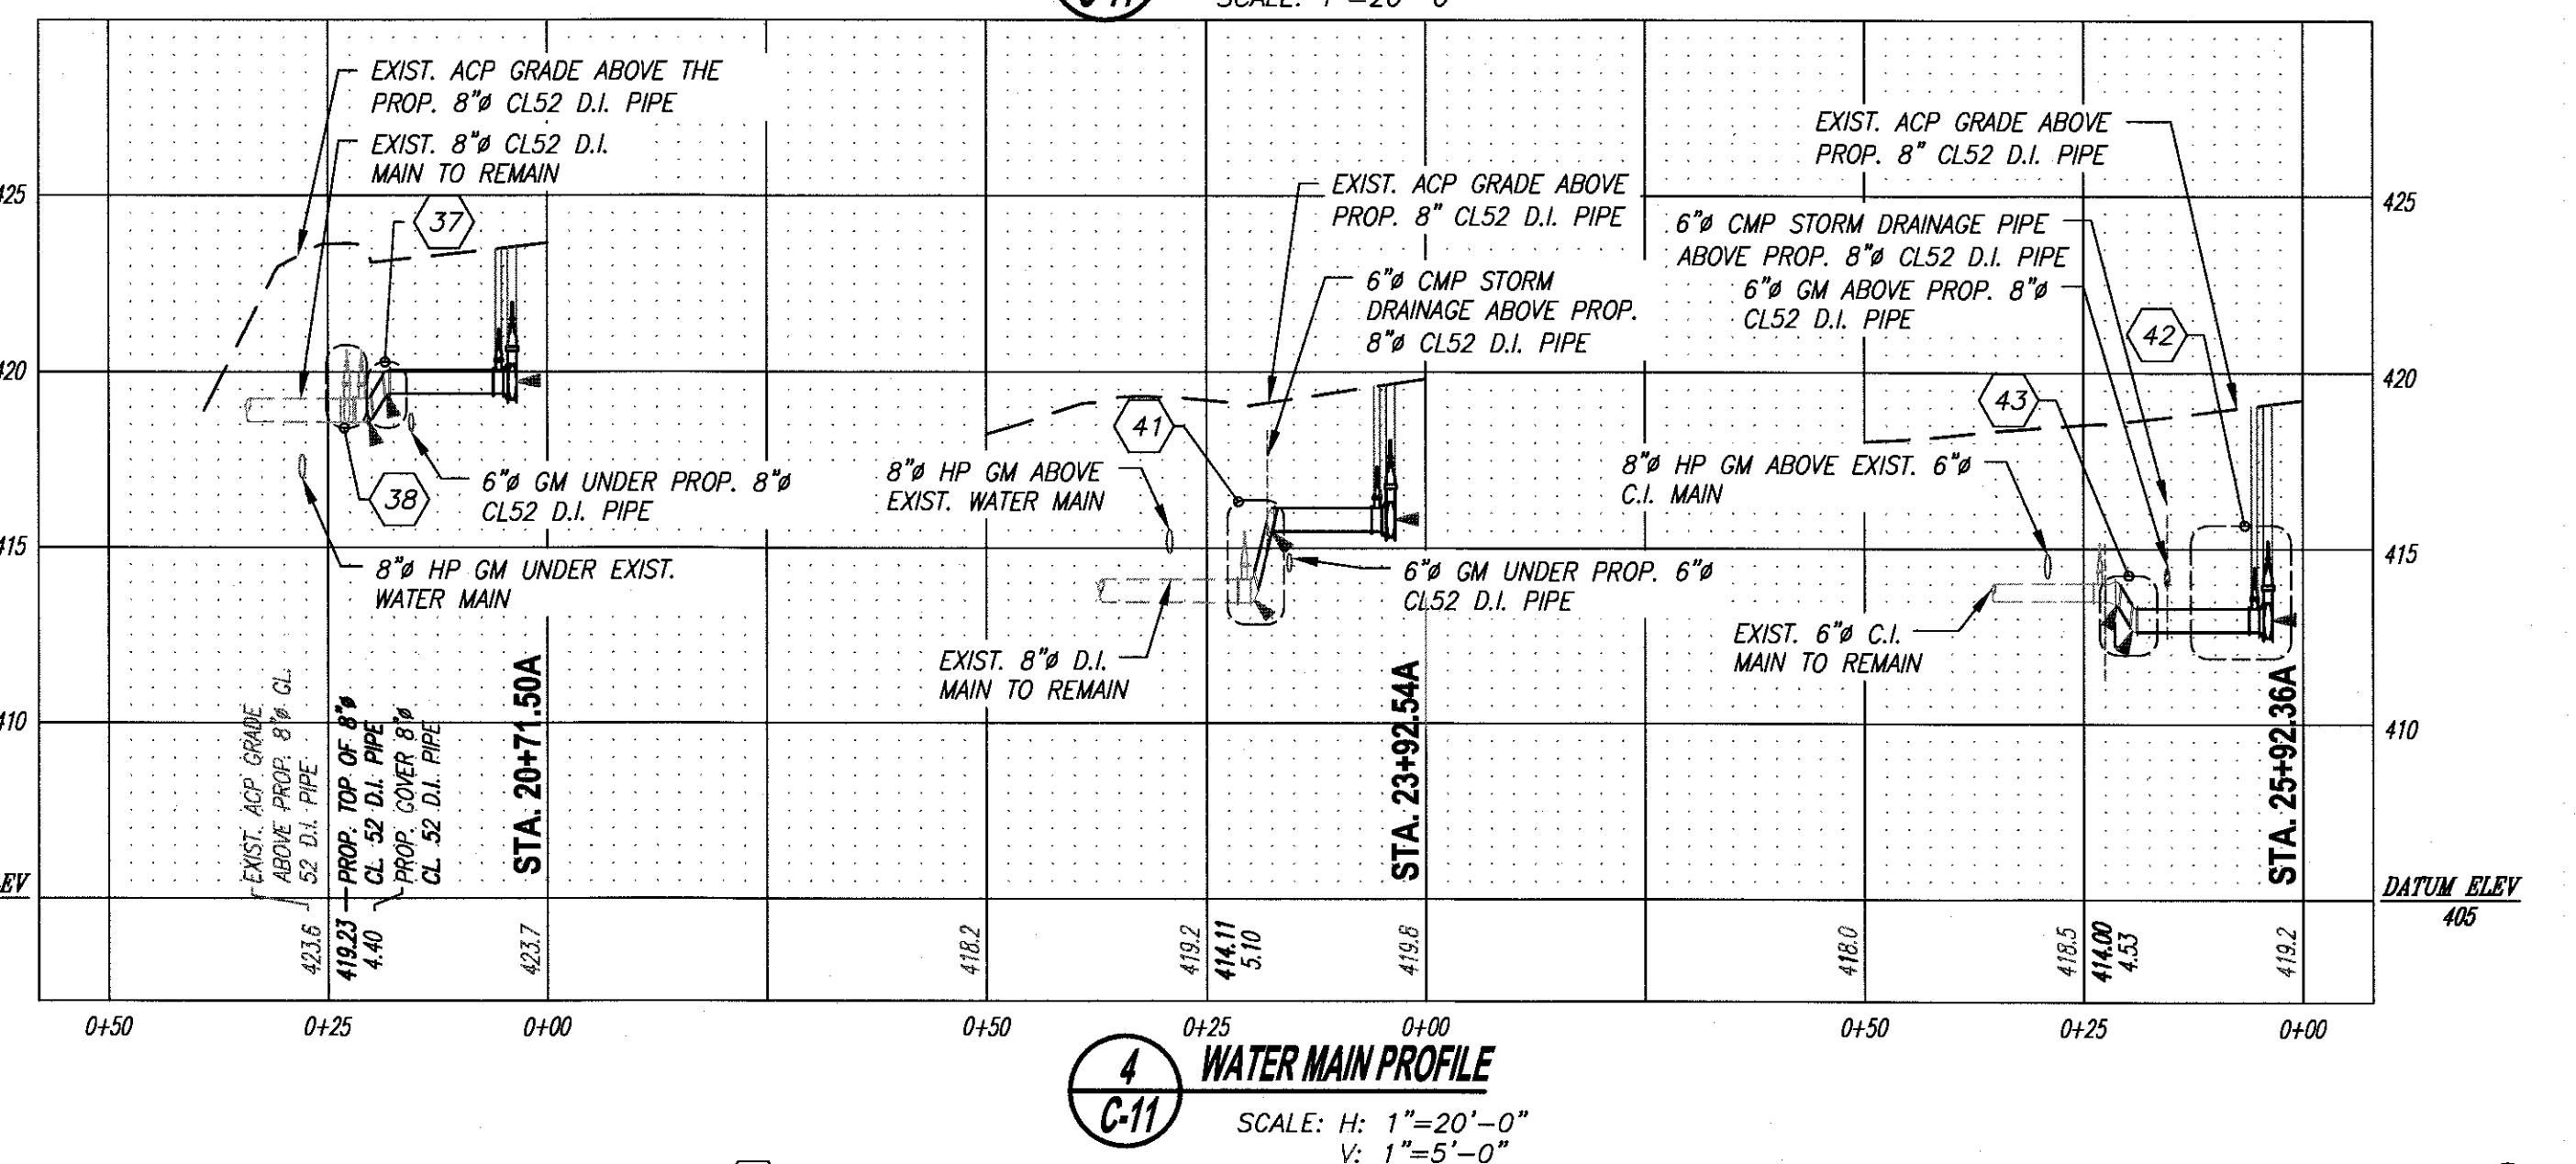 EXIST. ACP GRADE ABOVE THE
PROP. 8"ø CL52 D.I. PIPE
EXIST. 8"ø CL52 D.I.
MAIN TO REMAIN
37
38
6"ø GM UNDER PROP. 8"ø
CL52 D.I. PIPE
8"ø HP GM UNDER EXIST.
WATER MAIN
EXIST. ACP GRADE
ABOVE PROP. 8"ø CL.
52 D.I. PIPE
PROP. TOP OF 8"ø
CL 52 D.I. PIPE
PROP. COVER 8"ø
CL 52 D.I. PIPE
STA. 20+71.50A
EXIST. ACP GRADE ABOVE
PROP. 8" CL52 D.I. PIPE
6"ø CMP STORM
DRAINAGE ABOVE PROP.
8"ø CL52 D.I. PIPE
41
8"ø HP GM ABOVE
EXIST. WATER MAIN
6"ø GM UNDER PROP. 6"ø
CL52 D.I. PIPE
EXIST. 8"ø D.I.
MAIN TO REMAIN
STA. 23+92.54A
EXIST. ACP GRADE ABOVE
PROP. 8" CL52 D.I. PIPE
6"ø CMP STORM DRAINAGE PIPE
ABOVE PROP. 8"ø CL52 D.I. PIPE
6"ø GM ABOVE PROP. 8"ø
CL52 D.I. PIPE
42
43
8"ø HP GM ABOVE EXIST. 6"ø
C.I. MAIN
EXIST. 6"ø C.I.
MAIN TO REMAIN
STA. 25+92.36A
425
420
415
410
DATUM ELEV
405
423.6
419.23
4.40
423.7
418.2
419.2
414.11
5.10
419.8
418.0
418.5
414.00
4.53
419.2
0+50 0+25 0+00 0+50 0+25 0+00 0+50 0+25 0+00
4
C-11
WATER MAIN PROFILE
SCALE: H: 1"=20'-0"
V: 1"=5'-0"